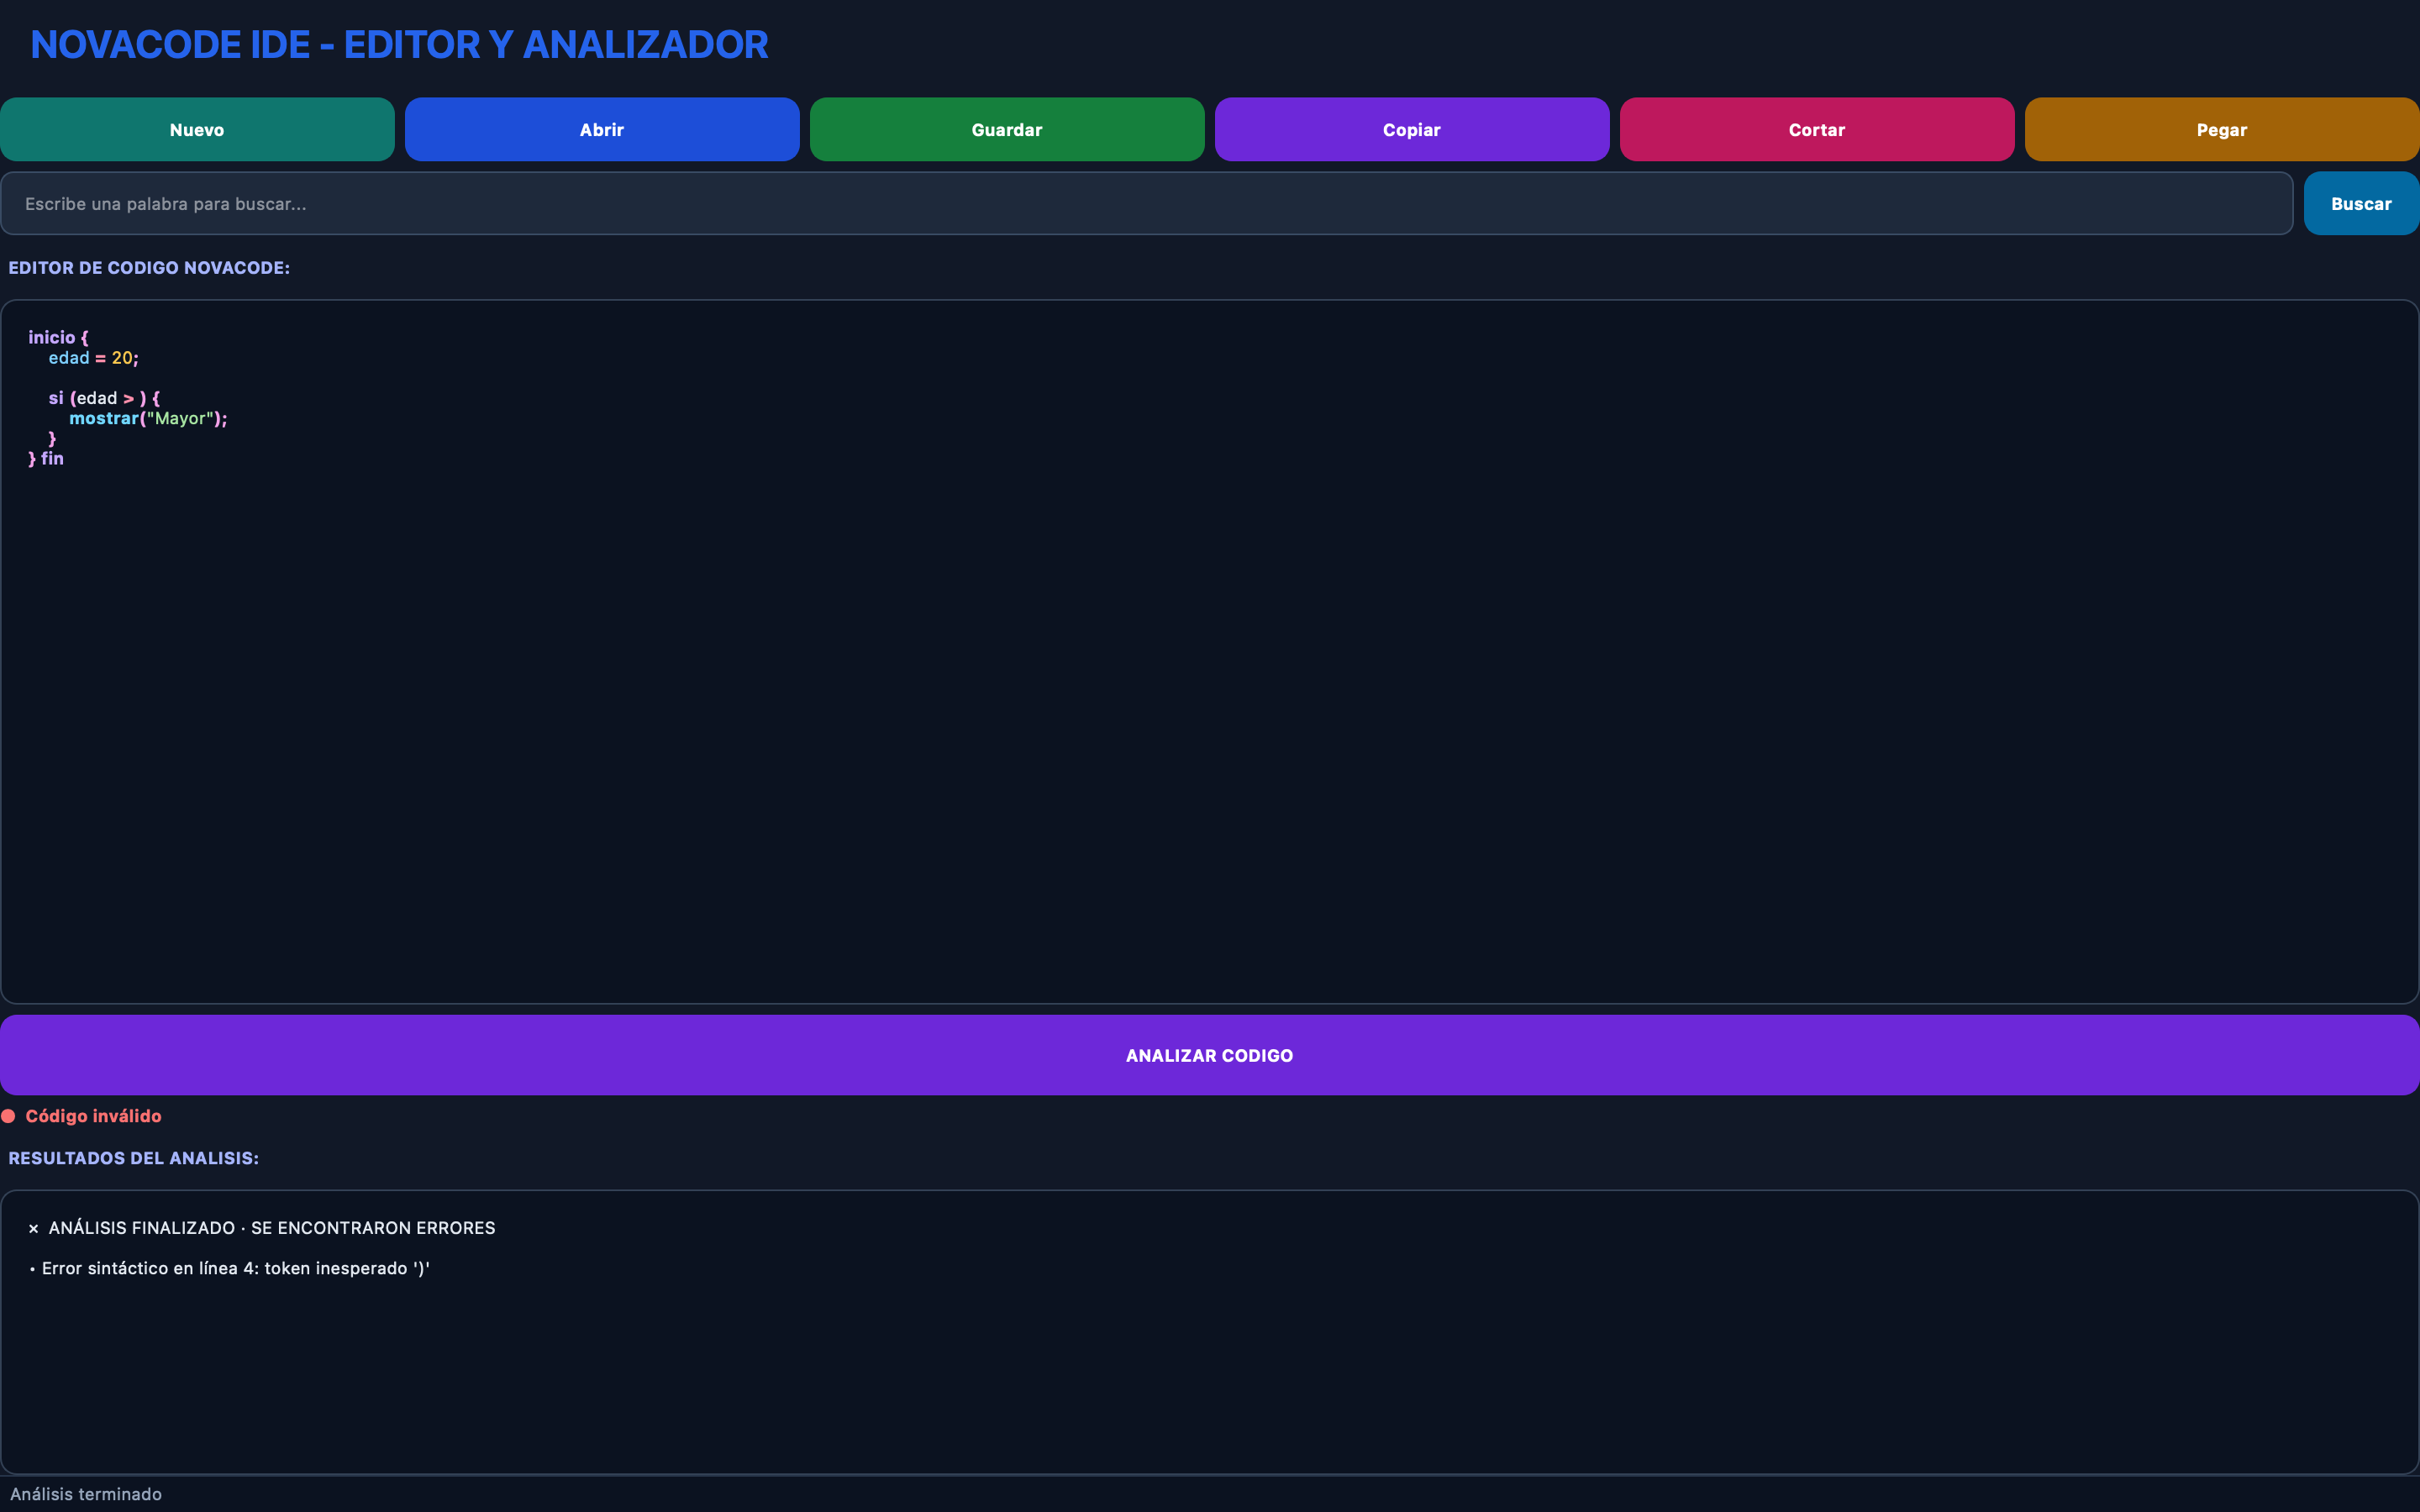 NOVACODE IDE - EDITOR Y ANALIZADOR
Nuevo
Abrir
Guardar
Copiar
Cortar
Pegar
Escribe una palabra para buscar...
Buscar
EDITOR DE CODIGO NOVACODE:
inicio {
    edad = 20;
    si (edad > ) {
        mostrar("Mayor");
    }
} fin
ANALIZAR CODIGO
Código inválido
RESULTADOS DEL ANALISIS:
× ANÁLISIS FINALIZADO · SE ENCONTRARON ERRORES
• Error sintáctico en línea 4: token inesperado ')'
Análisis terminado